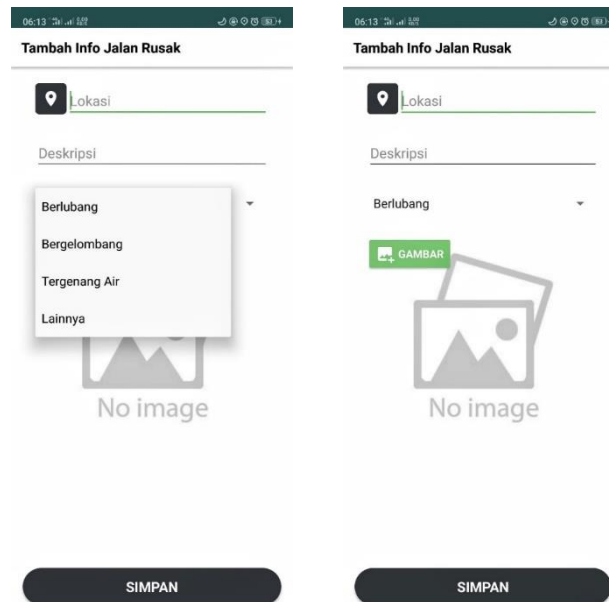 06:13
Tambah Info Jalan Rusak
Lokasi
Deskripsi
Berlubang
Bergelombang
Tergenang Air
Lainnya
No image
SIMPAN
06:13
Tambah Info Jalan Rusak
Lokasi
Deskripsi
Berlubang
GAMBAR
No image
SIMPAN